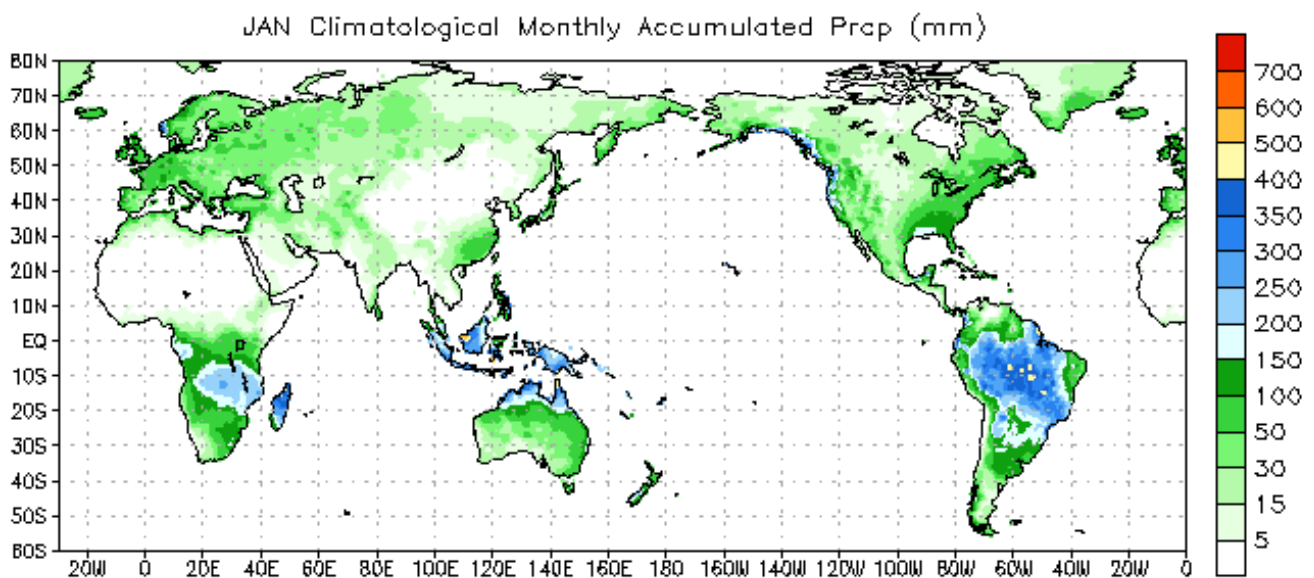 JAN Climatological Monthly Accumulated Prcp (mm)
80N
70N
60N
50N
40N
30N
20N
10N
EQ
10S
20S
30S
40S
50S
60S
20W 0 20E 40E 60E 80E 100E 120E 140E 160E 180 160W 140W 120W 100W 80W 60W 40W 20W 0
700
600
500
400
350
300
250
200
150
100
50
30
15
5